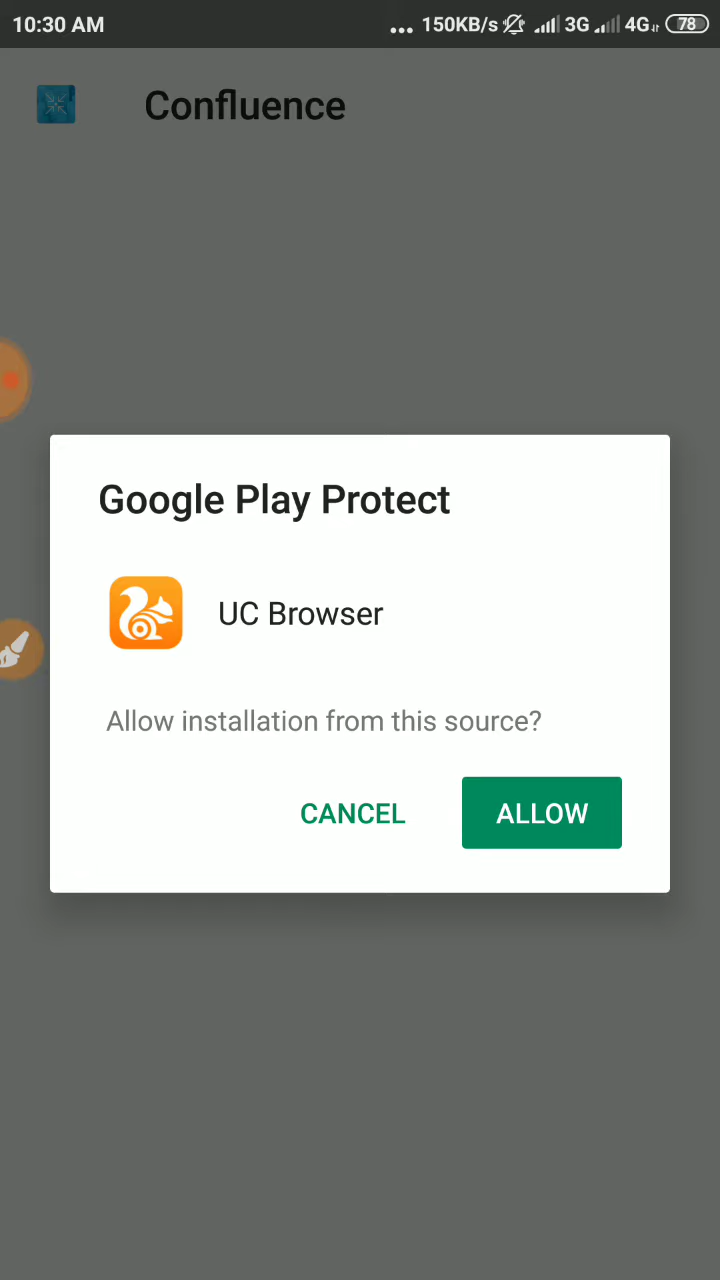 10:30 AM ... 150KB/s 3G 4G 78
Confluence
Google Play Protect
UC Browser
Allow installation from this source?
CANCEL ALLOW